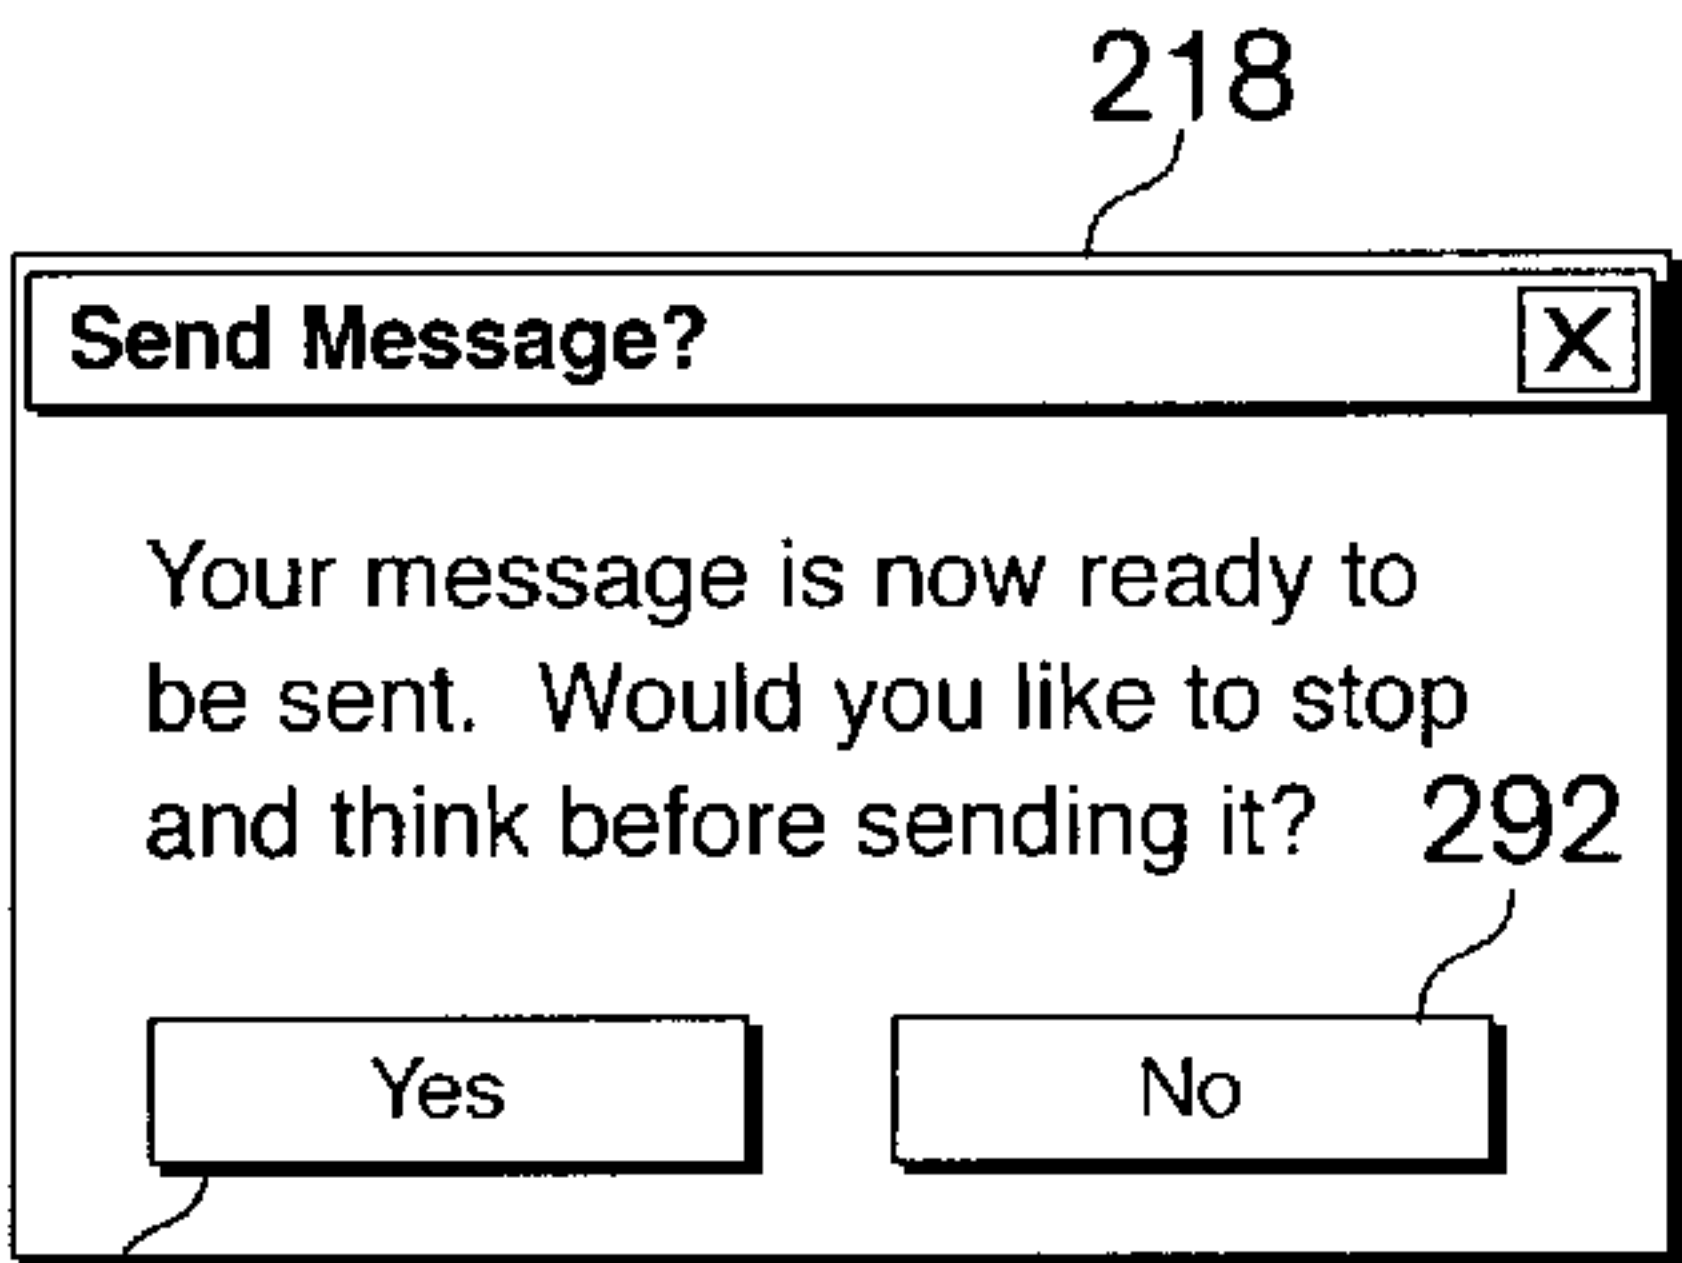 218
Send Message? X
Your message is now ready to
be sent. Would you like to stop
and think before sending it? 292
Yes No